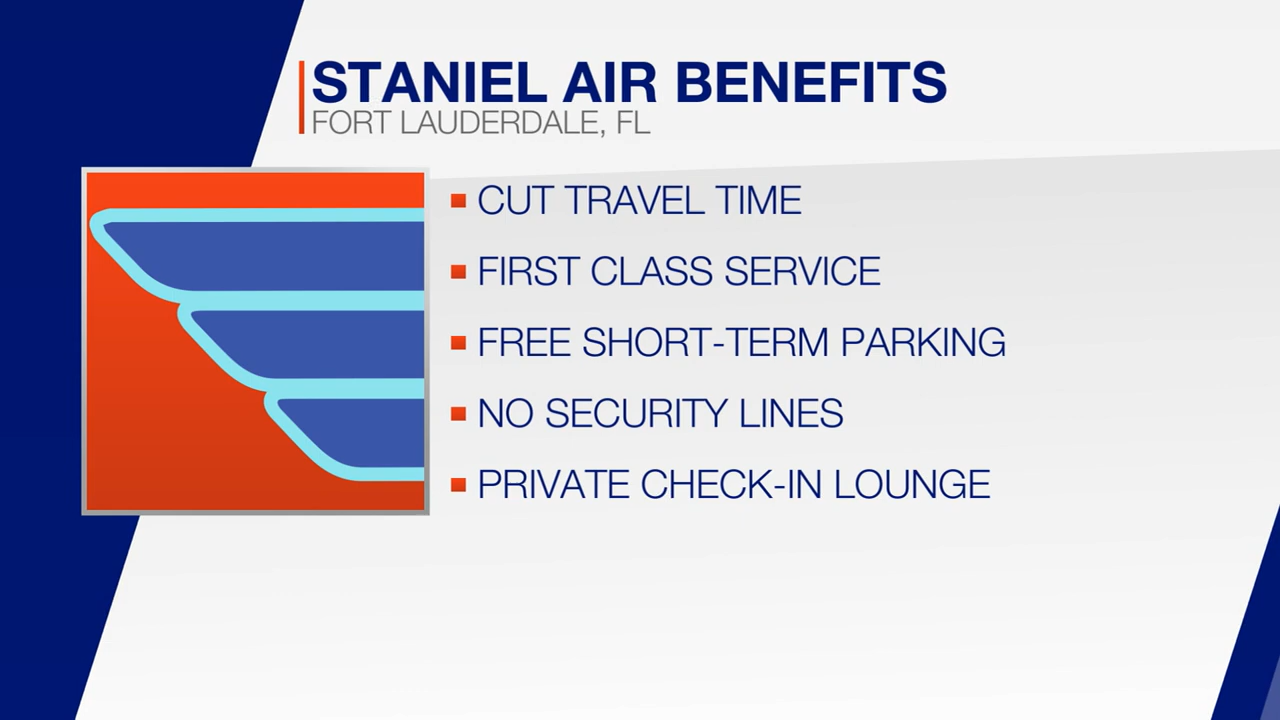 STANIEL AIR BENEFITS
FORT LAUDERDALE, FL
CUT TRAVEL TIME
FIRST CLASS SERVICE
FREE SHORT-TERM PARKING
NO SECURITY LINES
PRIVATE CHECK-IN LOUNGE